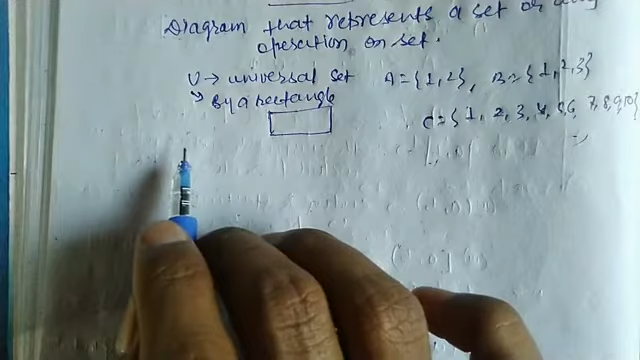 Diagram that represents a set or any
operation on set.
U → universal set A = {1,2}, B = {1,2,3}
↳ By a rectangle
C = {1, 2, 3, 4, 5, 6, 7, 8, 9, 10}